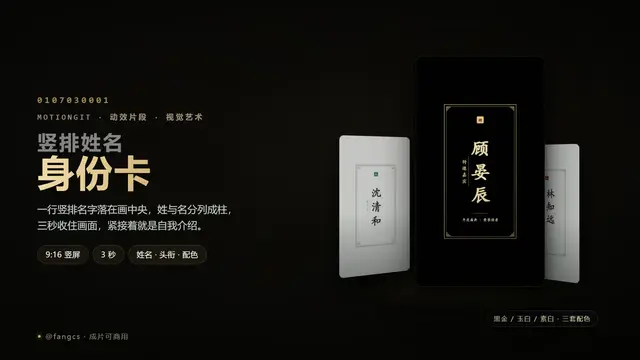 0107030001
MOTIONGIT · 动效片段 · 视觉艺术
竖排姓名
身份卡
一行竖排名字落在画中央，姓与名分列成柱，
三秒收住画面，紧接着就是自我介绍。
9:16 竖屏
3 秒
姓名·头衔·配色
@fangcs · 成片可商用
沈清和
顾晏辰
特邀嘉宾
林知远
黑金 / 玉白 / 素白 · 三套配色